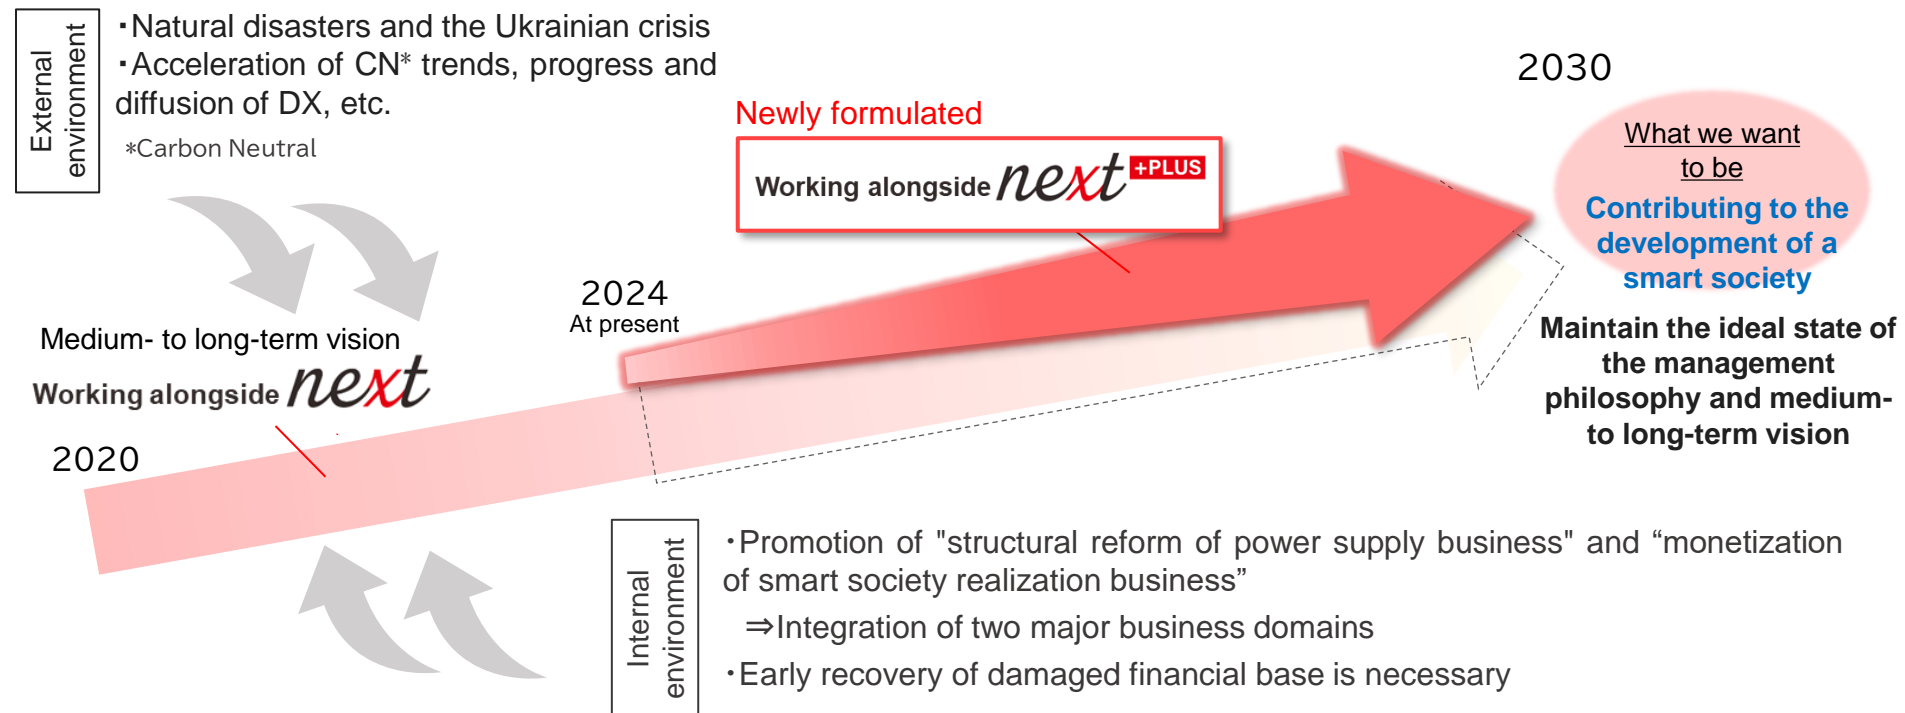 External
environment
・Natural disasters and the Ukrainian crisis
・Acceleration of CN* trends, progress and
diffusion of DX, etc.
*Carbon Neutral
2030
What we want
to be
Contributing to the
development of a
smart society
Newly formulated
Working alongside next +PLUS
2024
At present
Medium- to long-term vision
Working alongside next
2020
Maintain the ideal state of
the management
philosophy and medium-
to long-term vision
Internal
environment
・Promotion of "structural reform of power supply business" and “monetization
of smart society realization business”
⇒Integration of two major business domains
・Early recovery of damaged financial base is necessary